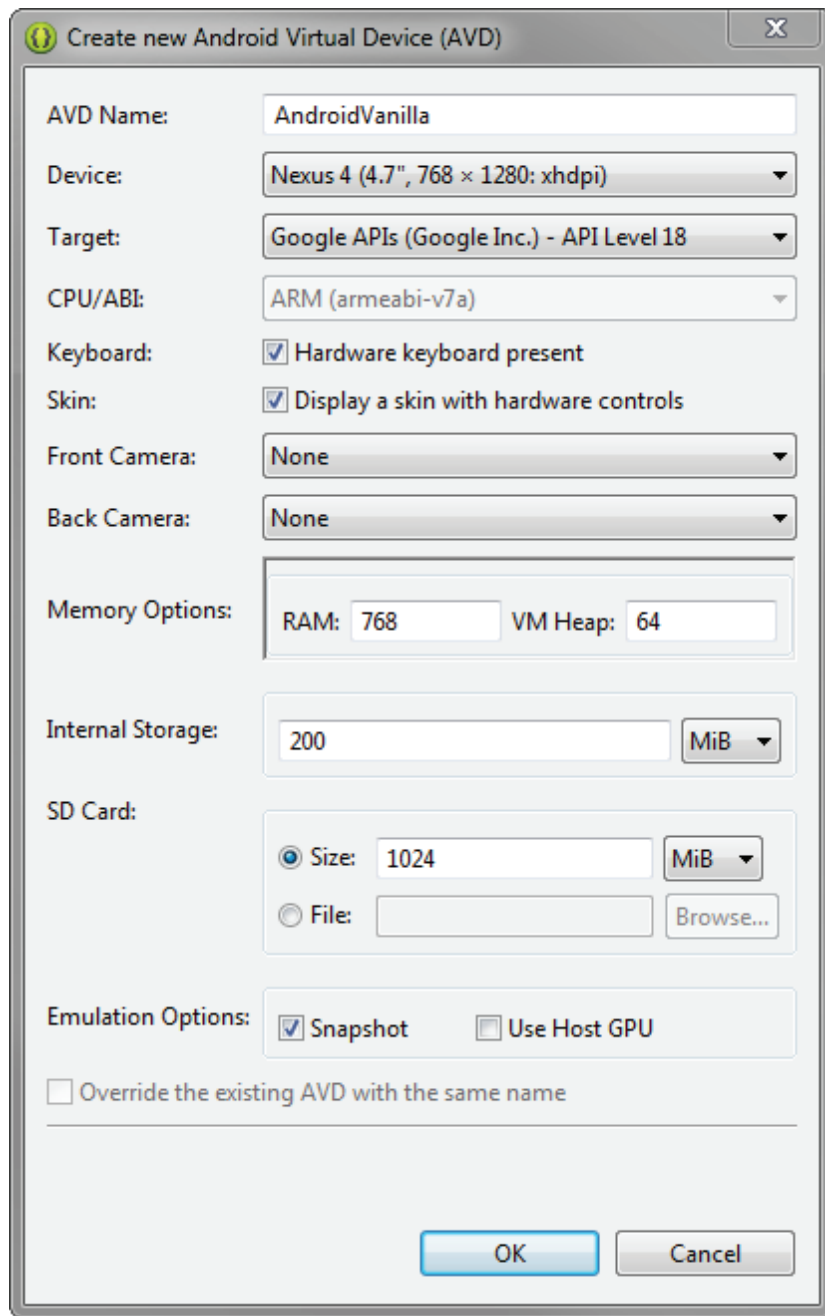 Create new Android Virtual Device (AVD)
AVD Name: AndroidVanilla
Device: Nexus 4 (4.7", 768 × 1280: xhdpi)
Target: Google APIs (Google Inc.) - API Level 18
CPU/ABI: ARM (armeabi-v7a)
Keyboard: Hardware keyboard present
Skin: Display a skin with hardware controls
Front Camera: None
Back Camera: None
Memory Options: RAM: 768 VM Heap: 64
Internal Storage: 200 MiB
SD Card:
Size: 1024 MiB
File: Browse...
Emulation Options: Snapshot Use Host GPU
Override the existing AVD with the same name
OK Cancel